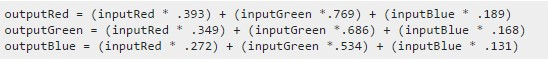 outputRed = (inputRed * .393) + (inputGreen *.769) + (inputBlue * .189)
outputGreen = (inputRed * .349) + (inputGreen *.686) + (inputBlue * .168)
outputBlue = (inputRed * .272) + (inputGreen *.534) + (inputBlue * .131)